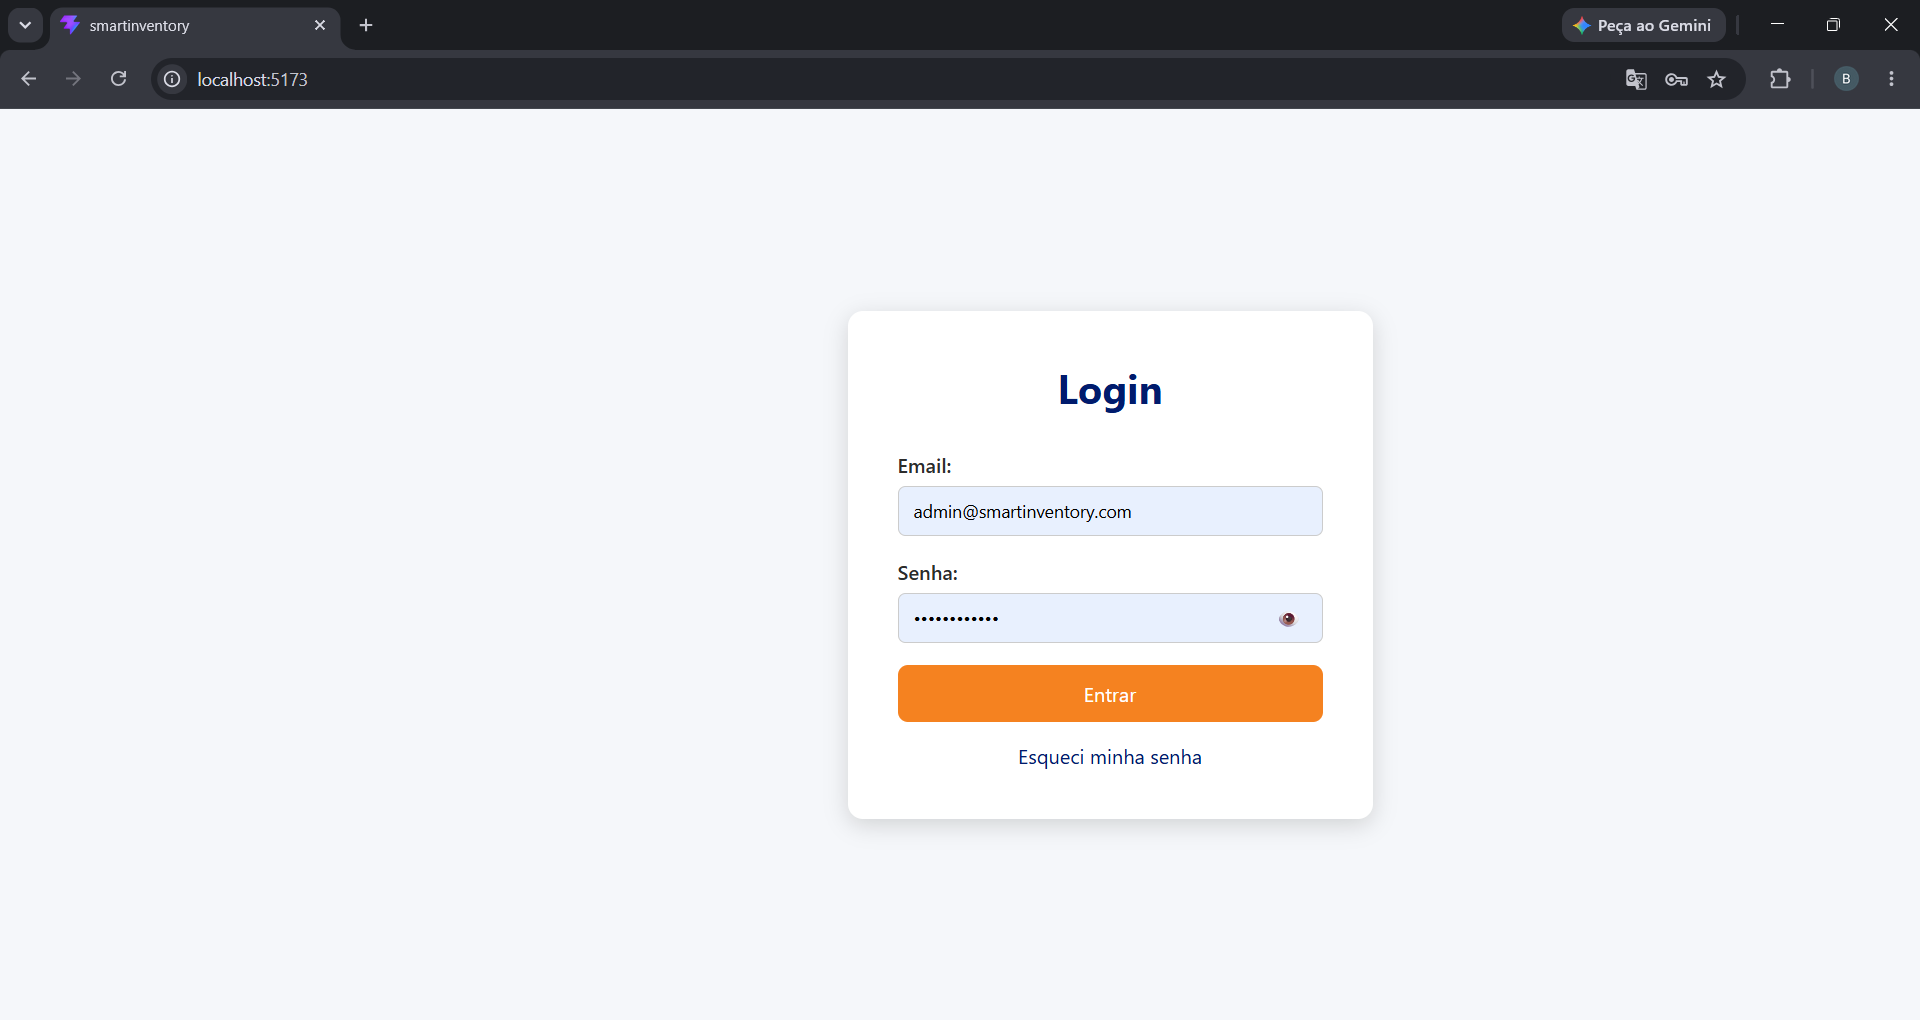 smartinventory
Peça ao Gemini
localhost:5173
B
Login
Email:
admin@smartinventory.com
Senha:
••••••••••••
Entrar
Esqueci minha senha